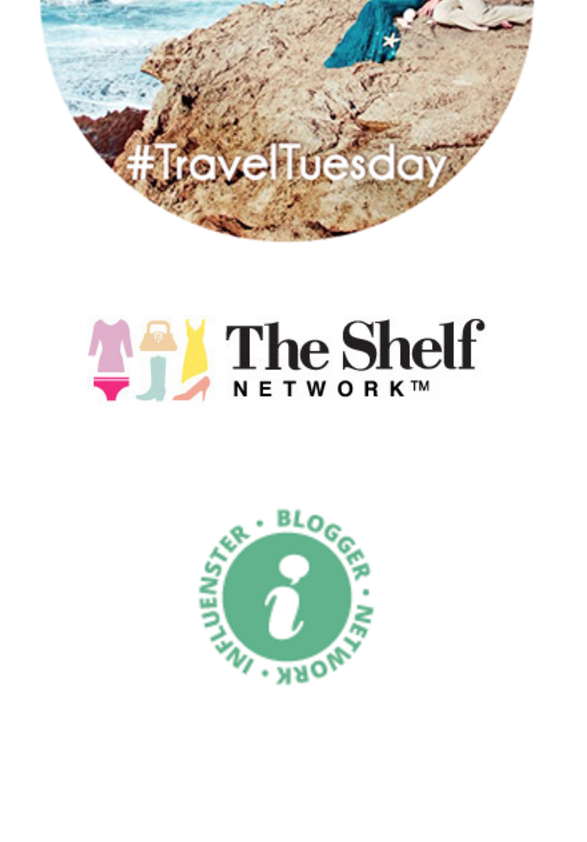 #TravelTuesday
The Shelf
NETWORK™
INFLUENSTER • BLOGGER • NETWORK •
i